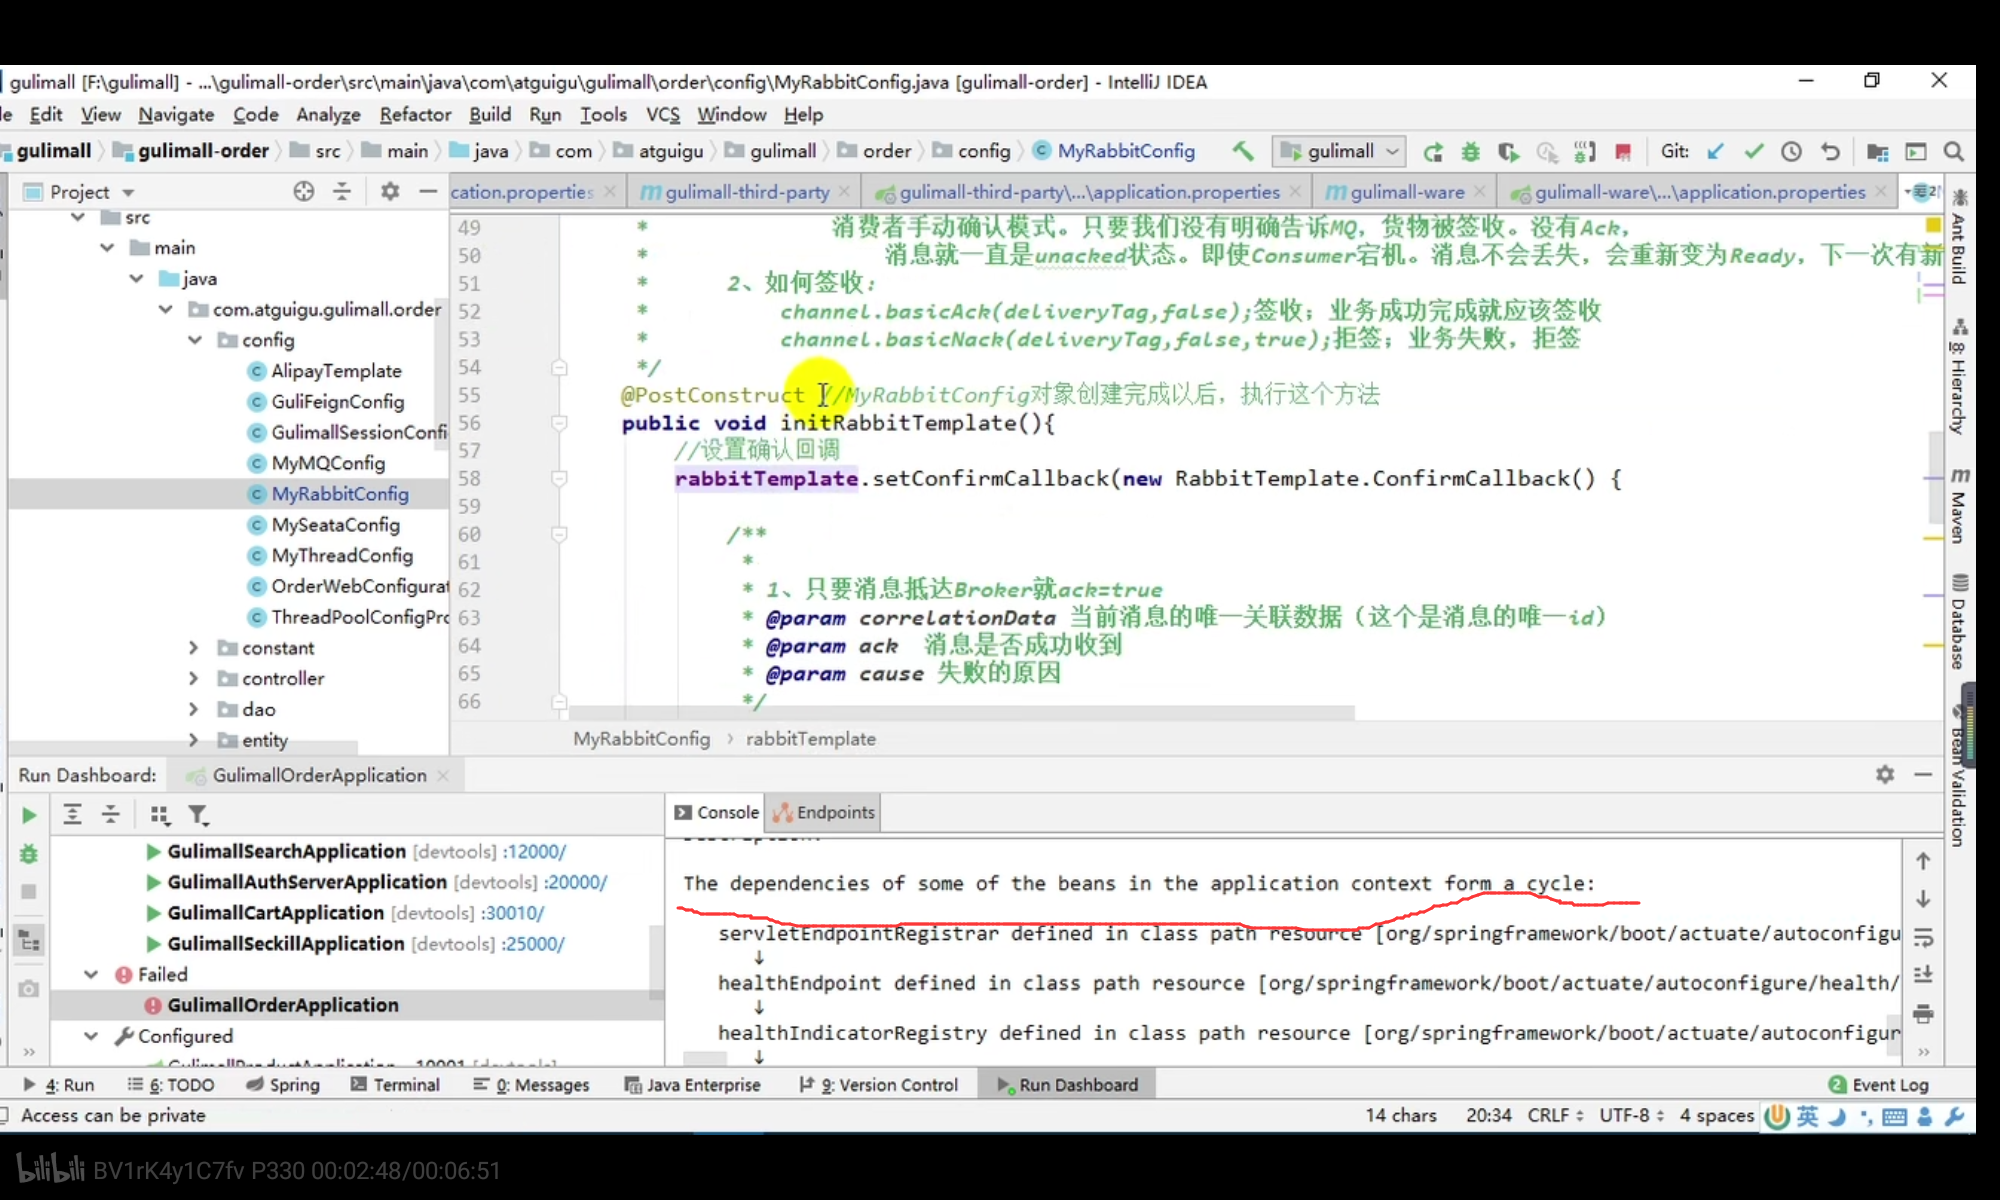 gulimall [F:\gulimall] - ...\gulimall-order\src\main\java\com\atguigu\gulimall\order\config\MyRabbitConfig.java [gulimall-order] - IntelliJ IDEA
Edit View Navigate Code Analyze Refactor Build Run Tools VCS Window Help
gulimall gulimall-order src main java com atguigu gulimall order config MyRabbitConfig gulimall Git:
Project cation.properties gulimall-third-party gulimall-third-party\...\application.properties gulimall-ware gulimall-ware\...\application.properties
src
main
java
com.atguigu.gulimall.order
config
AlipayTemplate
GuliFeignConfig
GulimallSessionConfi
MyMQConfig
MyRabbitConfig
MySeataConfig
MyThreadConfig
OrderWebConfigurat
ThreadPoolConfigPro
constant
controller
dao
entity
49 * 消费者手动确认模式。只要我们没有明确告诉MQ，货物被签收。没有Ack，
50 * 消息就一直是unacked状态。即使Consumer宕机。消息不会丢失，会重新变为Ready，下一次有新
51 * 2、如何签收：
52 * channel.basicAck(deliveryTag,false);签收；业务成功完成就应该签收
53 * channel.basicNack(deliveryTag,false,true);拒签；业务失败，拒签
54 */
55 @PostConstruct //MyRabbitConfig对象创建完成以后，执行这个方法
56 public void initRabbitTemplate(){
57 //设置确认回调
58 rabbitTemplate.setConfirmCallback(new RabbitTemplate.ConfirmCallback() {
59
60 /**
61 *
62 * 1、只要消息抵达Broker就ack=true
63 * @param correlationData 当前消息的唯一关联数据（这个是消息的唯一id）
64 * @param ack 消息是否成功收到
65 * @param cause 失败的原因
66 */
MyRabbitConfig › rabbitTemplate
Ant Build
8: Hierarchy
Maven
Database
Bean Validation
Run Dashboard: GulimallOrderApplication
Console Endpoints
GulimallSearchApplication [devtools] :12000/
GulimallAuthServerApplication [devtools] :20000/
GulimallCartApplication [devtools] :30010/
GulimallSeckillApplication [devtools] :25000/
Failed
GulimallOrderApplication
Configured
The dependencies of some of the beans in the application context form a cycle:
servletEndpointRegistrar defined in class path resource [org/springframework/boot/actuate/autoconfigu
↓
healthEndpoint defined in class path resource [org/springframework/boot/actuate/autoconfigure/health/
↓
healthIndicatorRegistry defined in class path resource [org/springframework/boot/actuate/autoconfigur
↓
4: Run 6: TODO Spring Terminal 0: Messages Java Enterprise 9: Version Control Run Dashboard 2 Event Log
Access can be private 14 chars 20:34 CRLF UTF-8 4 spaces 英
bilibili BV1rK4y1C7fv P330 00:02:48/00:06:51